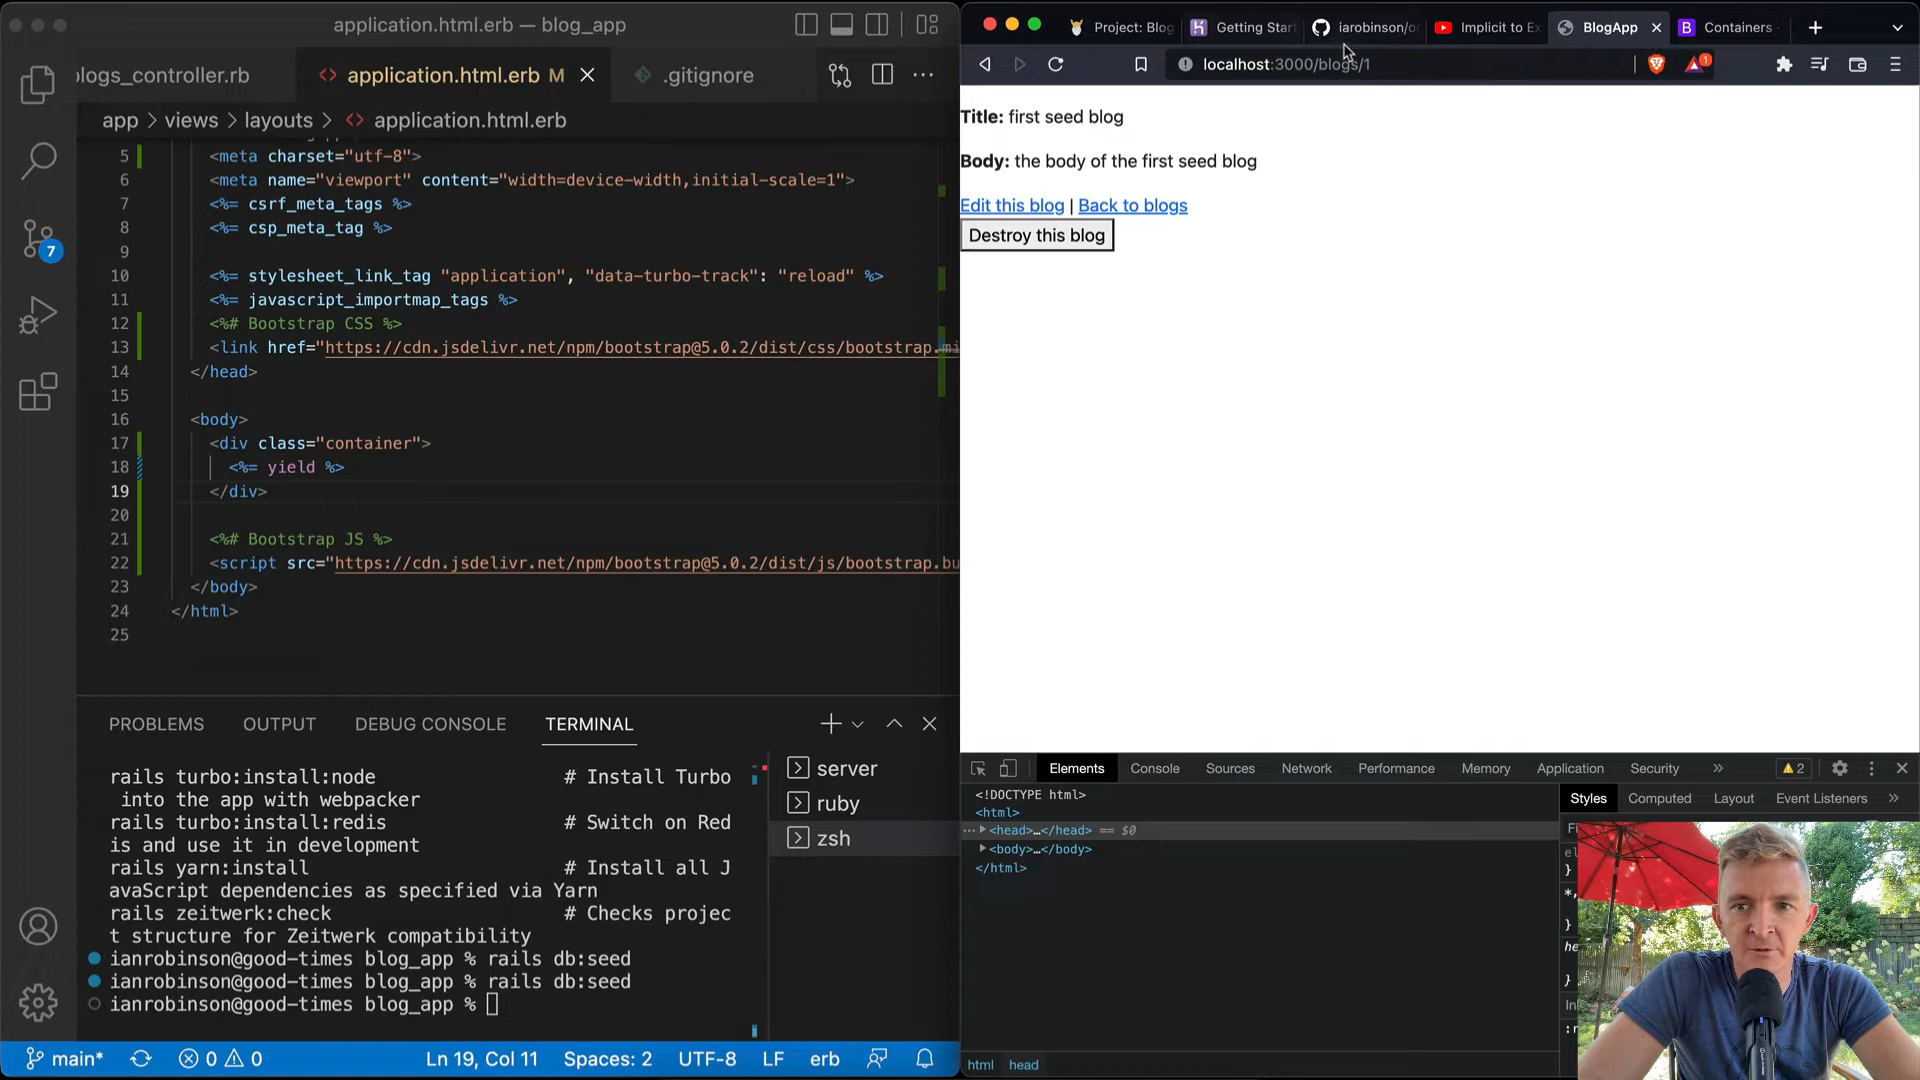 application.html.erb — blog_app
blogs_controller.rb
application.html.erb M
.gitignore
app > views > layouts > application.html.erb
5 <meta charset="utf-8">
6 <meta name="viewport" content="width=device-width,initial-scale=1">
7 <%= csrf_meta_tags %>
8 <%= csp_meta_tag %>
9
10 <%= stylesheet_link_tag "application", "data-turbo-track": "reload" %>
11 <%= javascript_importmap_tags %>
12 <%# Bootstrap CSS %>
13 <link href="https://cdn.jsdelivr.net/npm/bootstrap@5.0.2/dist/css/bootstrap.mi
14 </head>
15
16 <body>
17 <div class="container">
18 <%= yield %>
19 </div>
20
21 <%# Bootstrap JS %>
22 <script src="https://cdn.jsdelivr.net/npm/bootstrap@5.0.2/dist/js/bootstrap.bu
23 </body>
24 </html>
25
7
PROBLEMS OUTPUT DEBUG CONSOLE TERMINAL
rails turbo:install:node # Install Turbo
into the app with webpacker
rails turbo:install:redis # Switch on Red
is and use it in development
rails yarn:install # Install all J
avaScript dependencies as specified via Yarn
rails zeitwerk:check # Checks projec
t structure for Zeitwerk compatibility
ianrobinson@good-times blog_app % rails db:seed
ianrobinson@good-times blog_app % rails db:seed
ianrobinson@good-times blog_app %
server
ruby
zsh
main* 0 0 Ln 19, Col 11 Spaces: 2 UTF-8 LF erb
Project: Blog
Getting Start
iarobinson/oc
Implicit to Ex
BlogApp
B Containers
localhost:3000/blogs/1
1
Title: first seed blog
Body: the body of the first seed blog
Edit this blog | Back to blogs
Destroy this blog
Elements Console Sources Network Performance Memory Application Security » 2
<!DOCTYPE html>
<html>
<head>…</head> == $0
<body>…</body>
</html>
Styles Computed Layout Event Listeners »
html head